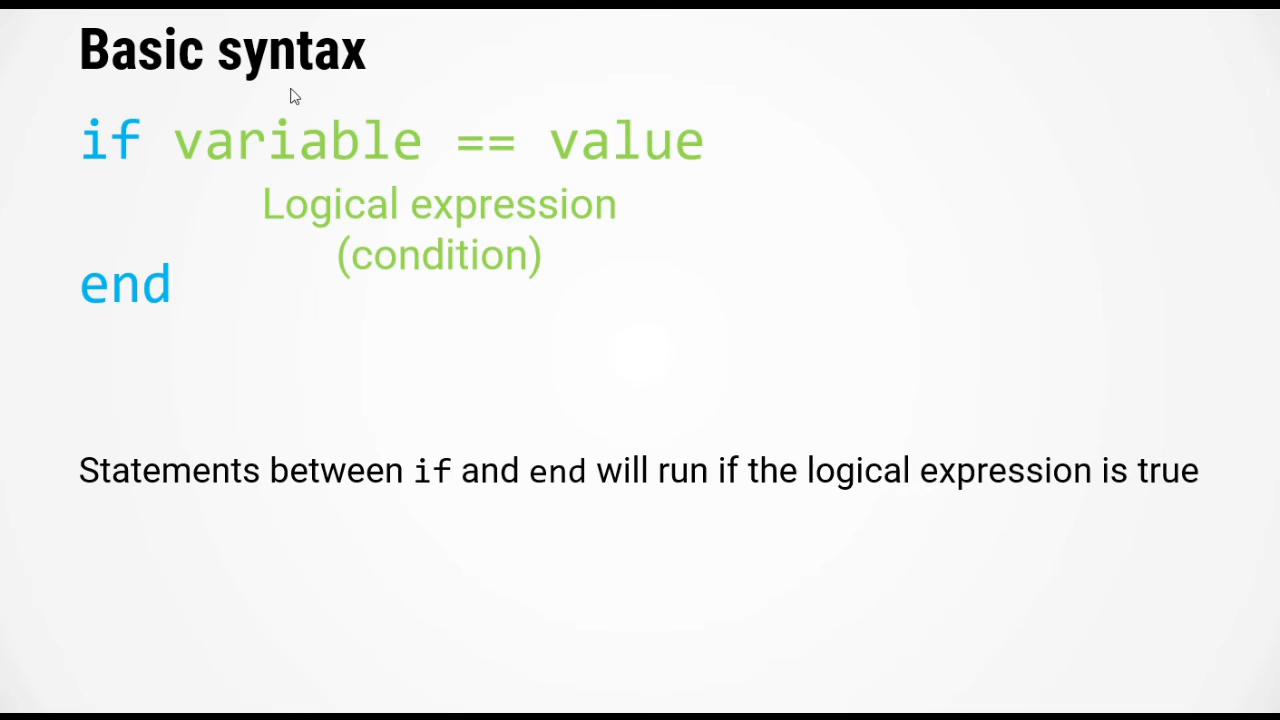 Basic syntax
if variable == value
Logical expression
(condition)
end
Statements between if and end will run if the logical expression is true